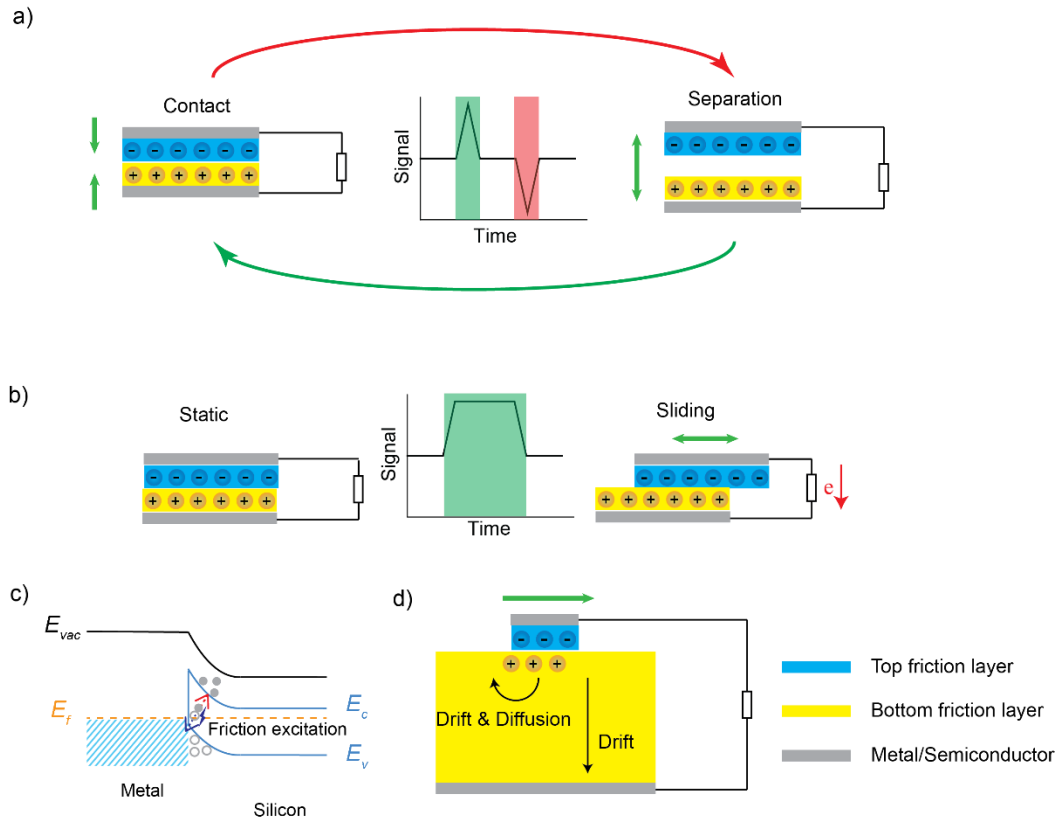 a)
Contact
Separation
Signal
Time
b)
Static
Sliding
Signal
Time
e
c)
E_vac
E_f
E_c
Friction excitation
E_v
Metal
Silicon
d)
Drift & Diffusion
Drift
Top friction layer
Bottom friction layer
Metal/Semiconductor